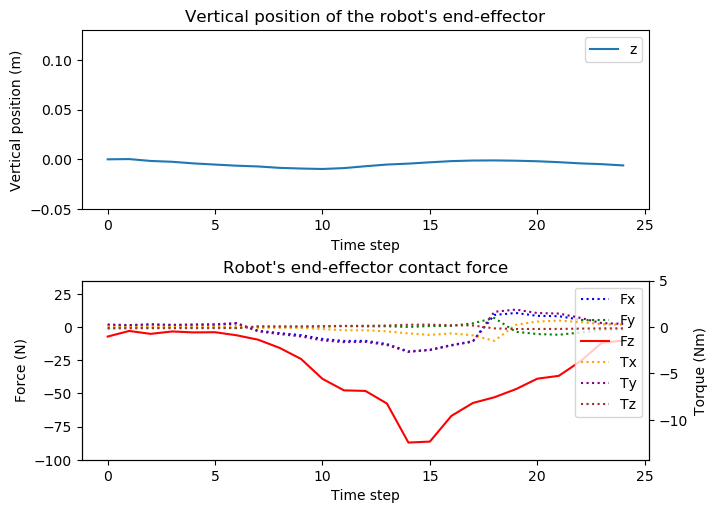 Vertical position of the robot's end-effector
Vertical position (m)
0.10
0.05
0.00
−0.05
z
0 5 10 15 20 25
Time step
Robot's end-effector contact force
Force (N)
25
0
−25
−50
−75
−100
Fx
Fy
Fz
Tx
Ty
Tz
5
0
−5
−10
Torque (Nm)
0 5 10 15 20 25
Time step